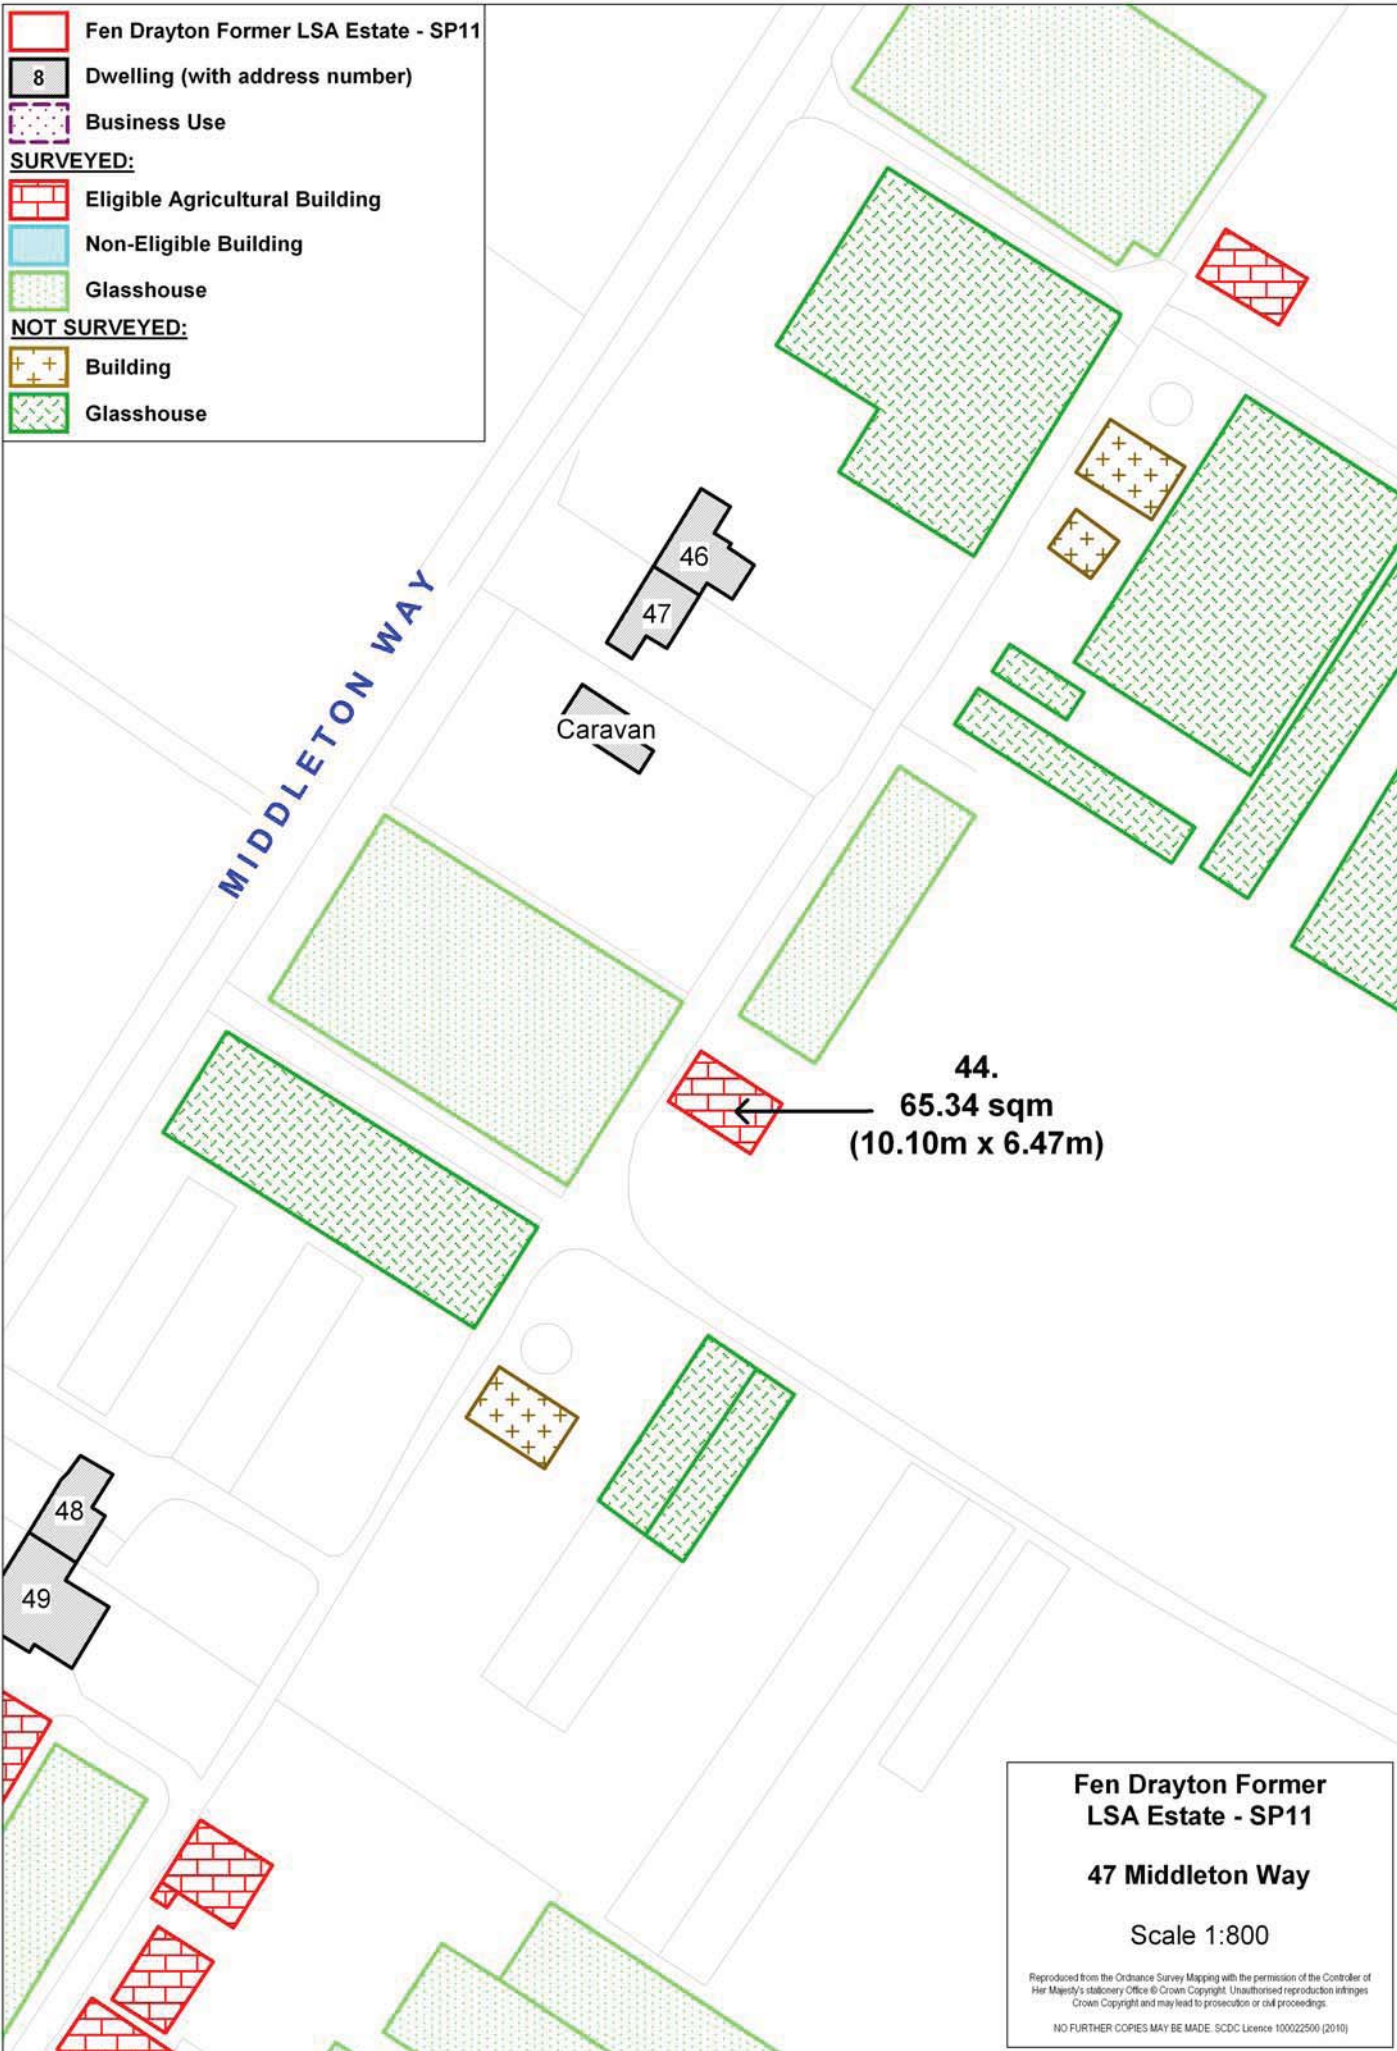 Fen Drayton Former LSA Estate - SP11
8
Dwelling (with address number)
Business Use
SURVEYED:
Eligible Agricultural Building
Non-Eligible Building
Glasshouse
NOT SURVEYED:
Building
Glasshouse
46
47
MIDDLETON WAY
Caravan
44.
65.34 sqm
(10.10m x 6.47m)
48
49
Fen Drayton Former
LSA Estate - SP11
47 Middleton Way
Scale 1:800
Reproduced from the Ordnance Survey Mapping with the permission of the Controller of
Her Majesty's stationery Office © Crown Copyright. Unauthorised reproduction infringes
Crown Copyright and may lead to prosecution or civil proceedings.
NO FURTHER COPIES MAY BE MADE. SCDC Licence 100022500 (2010)